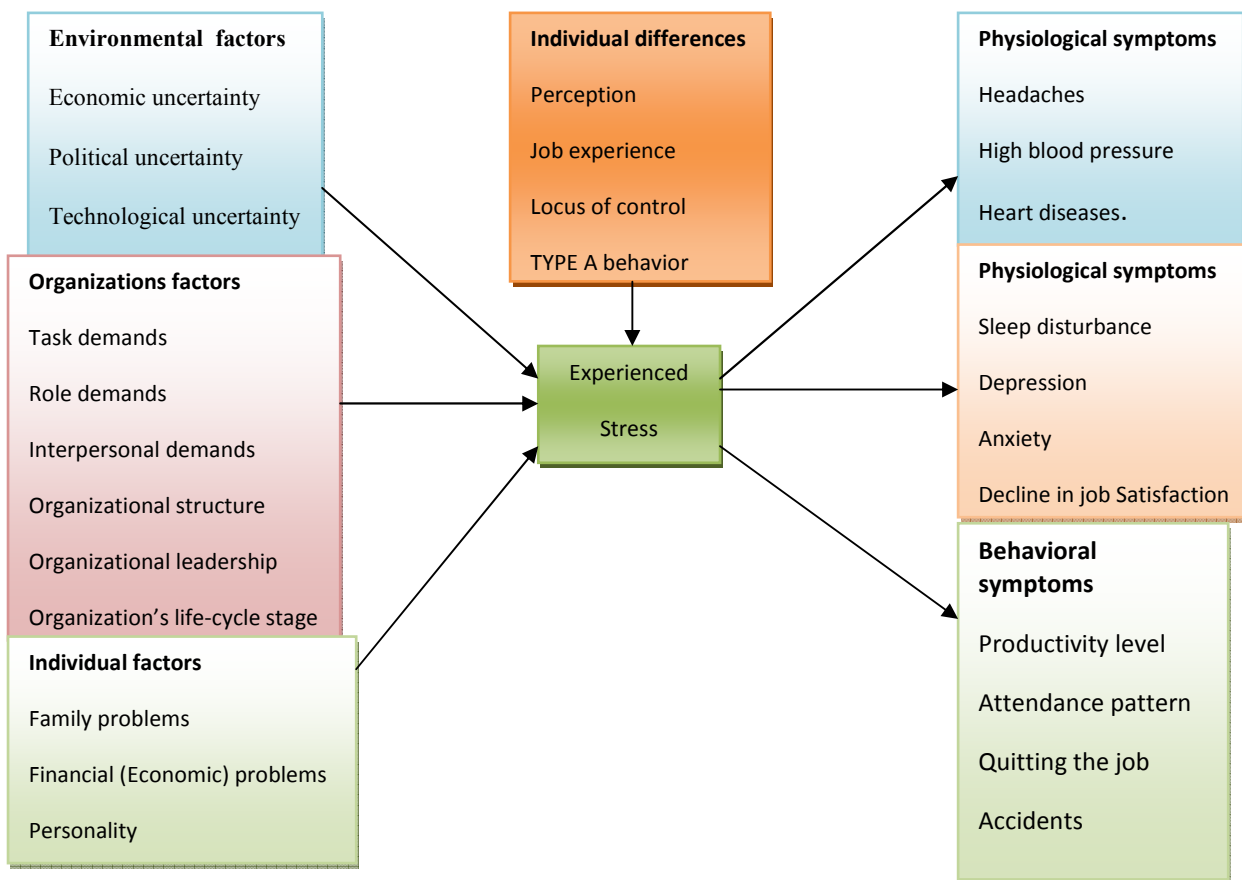 Environmental factors
Economic uncertainty
Political uncertainty
Technological uncertainty
Organizations factors
Task demands
Role demands
Interpersonal demands
Organizational structure
Organizational leadership
Organization’s life-cycle stage
Individual factors
Family problems
Financial (Economic) problems
Personality
Individual differences
Perception
Job experience
Locus of control
TYPE A behavior
Experienced
Stress
Physiological symptoms
Headaches
High blood pressure
Heart diseases.
Physiological symptoms
Sleep disturbance
Depression
Anxiety
Decline in job Satisfaction
Behavioral
symptoms
Productivity level
Attendance pattern
Quitting the job
Accidents